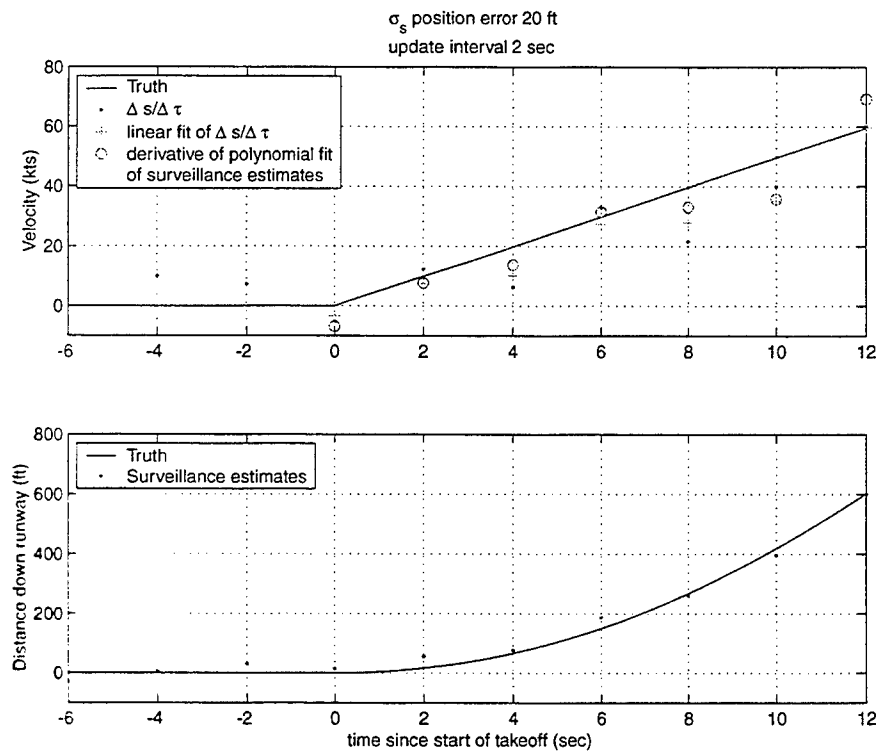 σs position error 20 ft
update interval 2 sec
80
60
40
20
0
Velocity (kts)
Truth
Δ s/Δ τ
linear fit of Δ s/Δ τ
derivative of polynomial fit
of surveillance estimates
-6
-4
-2
0
2
4
6
8
10
12
800
600
400
200
0
Distance down runway (ft)
Truth
Surveillance estimates
-6
-4
-2
0
2
4
6
8
10
12
time since start of takeoff (sec)